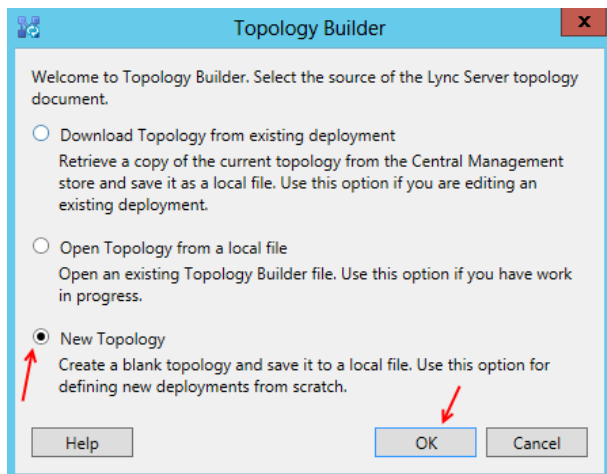 Topology Builder
x
Welcome to Topology Builder. Select the source of the Lync Server topology
document.
Download Topology from existing deployment
Retrieve a copy of the current topology from the Central Management
store and save it as a local file. Use this option if you are editing an
existing deployment.
Open Topology from a local file
Open an existing Topology Builder file. Use this option if you have work
in progress.
New Topology
Create a blank topology and save it to a local file. Use this option for
defining new deployments from scratch.
Help OK Cancel